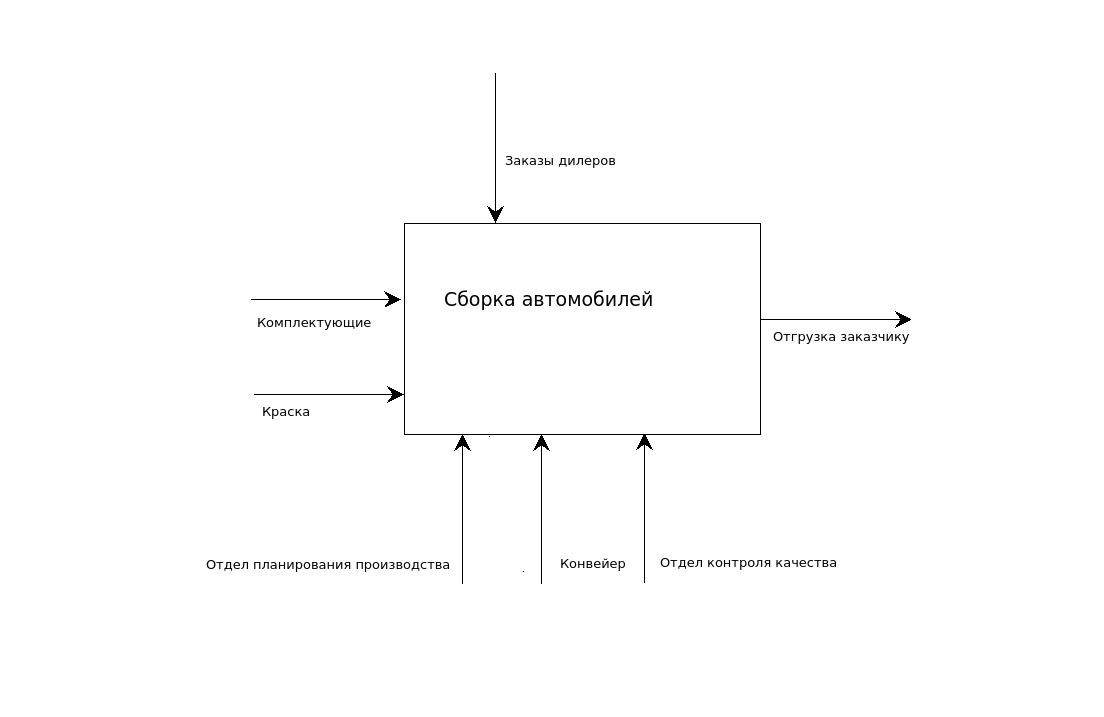 Заказы дилеров
Сборка автомобилей
Комплектующие
Отгрузка заказчику
Краска
Отдел планирования производства
Конвейер
Отдел контроля качества